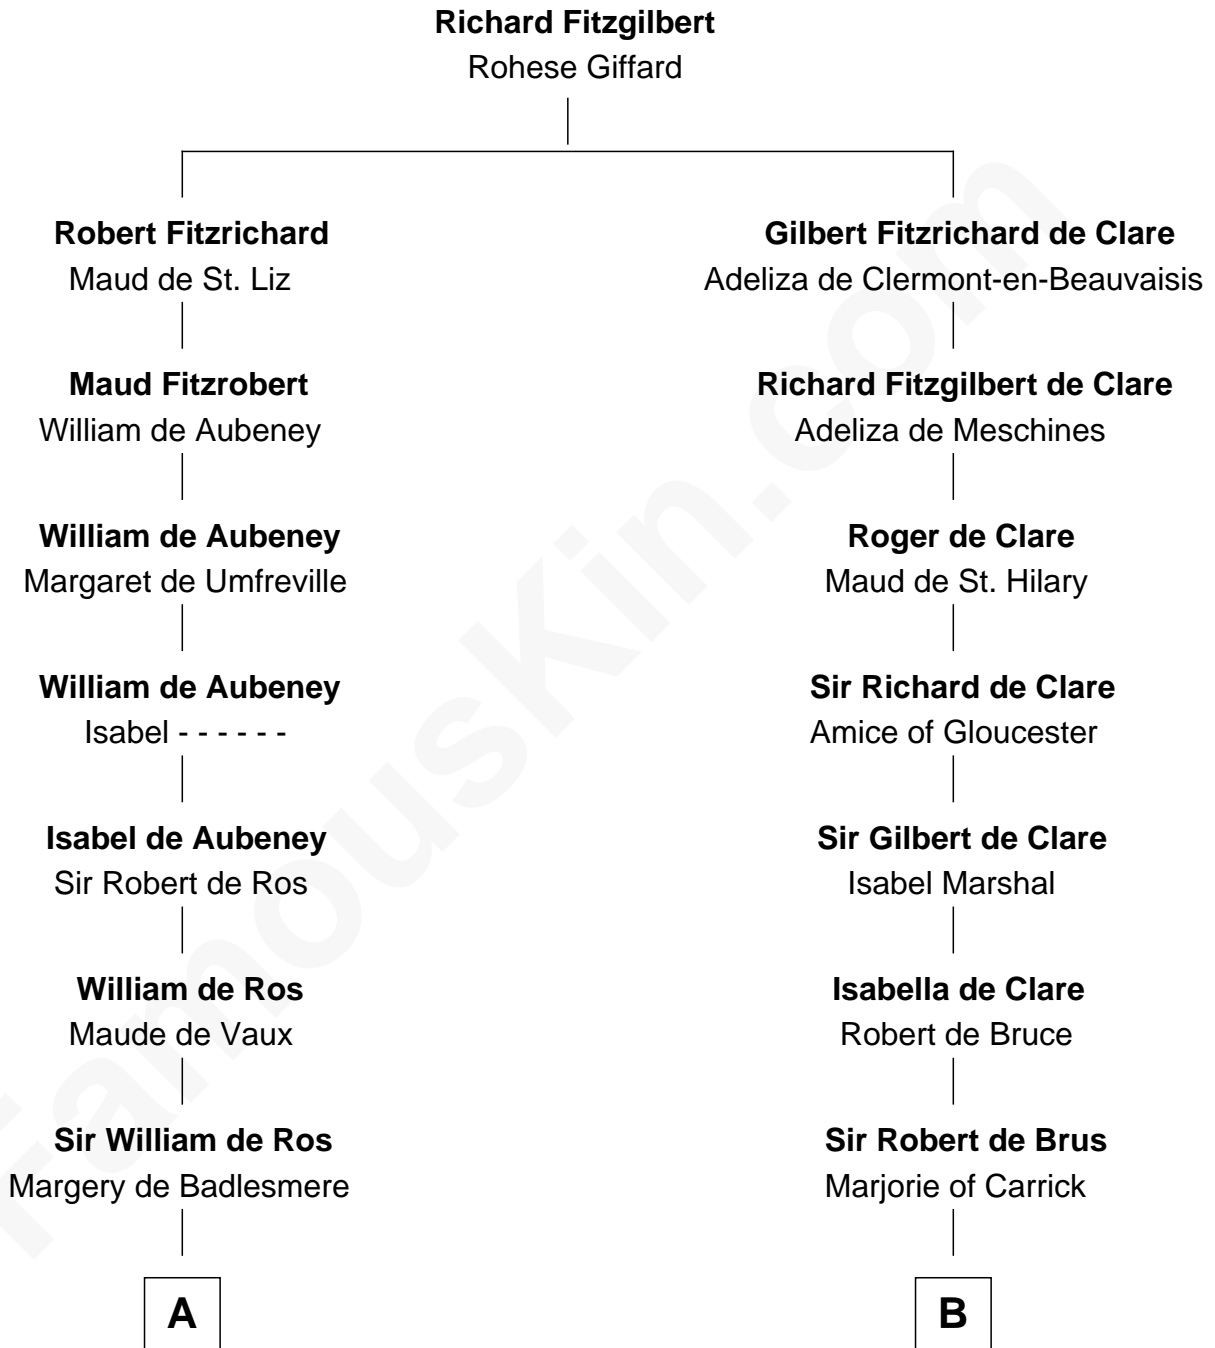 Richard Fitzgilbert
Rohese Giffard
Robert Fitzrichard
Maud de St. Liz
Gilbert Fitzrichard de Clare
Adeliza de Clermont-en-Beauvaisis
Maud Fitzrobert
William de Aubeney
Richard Fitzgilbert de Clare
Adeliza de Meschines
William de Aubeney
Margaret de Umfreville
Roger de Clare
Maud de St. Hilary
William de Aubeney
Isabel - - - - - -
Sir Richard de Clare
Amice of Gloucester
Isabel de Aubeney
Sir Robert de Ros
Sir Gilbert de Clare
Isabel Marshal
William de Ros
Maude de Vaux
Isabella de Clare
Robert de Bruce
Sir William de Ros
Margery de Badlesmere
Sir Robert de Brus
Marjorie of Carrick
A
B
FamousKin.com